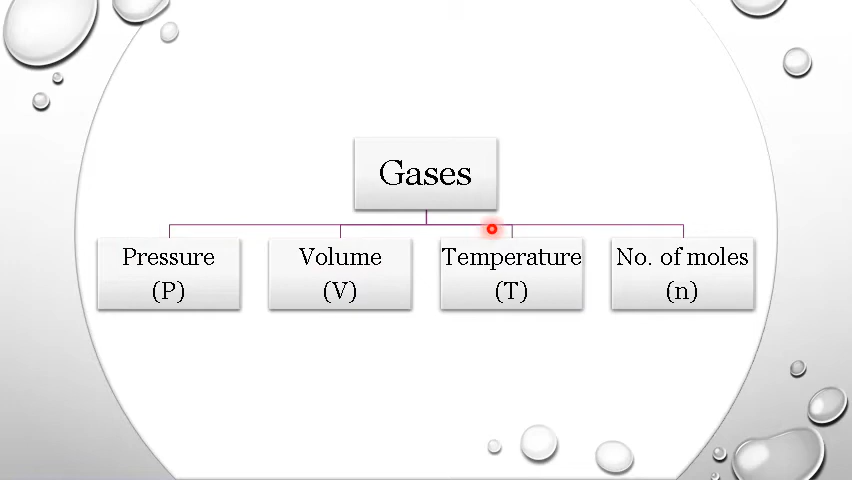 Gases
Pressure
(P)
Volume
(V)
Temperature
(T)
No. of moles
(n)